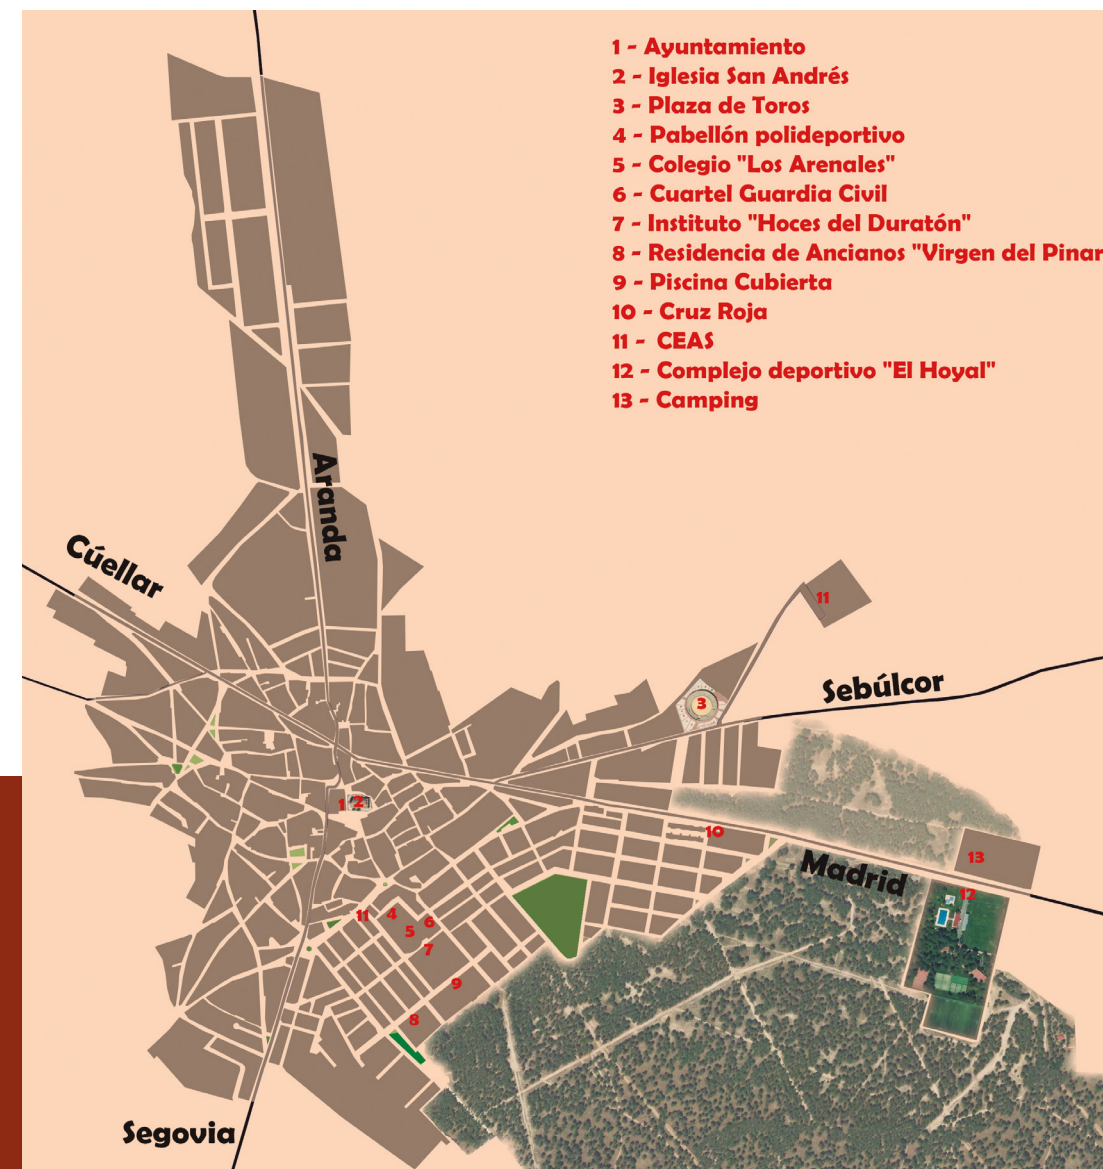 1 - Ayuntamiento
2 - Iglesia San Andrés
3 - Plaza de Toros
4 - Pabellón polideportivo
5 - Colegio "Los Arenales"
6 - Cuartel Guardia Civil
7 - Instituto "Hoces del Duratón"
8 - Residencia de Ancianos "Virgen del Pinar
9 - Piscina Cubierta
10 - Cruz Roja
11 - CEAS
12 - Complejo deportivo "El Hoyal"
13 - Camping
Aranda
Cúellar
11
Sebúlcor
3
1
2
10
Madrid
13
12
11
4
5
6
7
9
8
Segovia